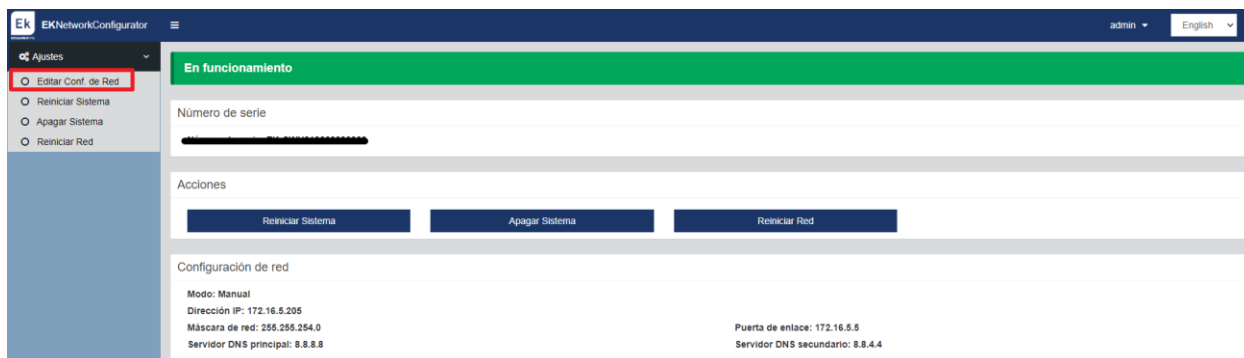 Ek EKNetworkConfigurator admin English
Ajustes
En funcionamiento
Editar Conf. de Red
Reiniciar Sistema
Apagar Sistema
Reiniciar Red
Número de serie
Acciones
Reiniciar Sistema Apagar Sistema Reiniciar Red
Configuración de red
Modo: Manual
Dirección IP: 172.16.5.205
Máscara de red: 255.255.254.0 Puerta de enlace: 172.16.5.5
Servidor DNS principal: 8.8.8.8 Servidor DNS secundario: 8.8.4.4